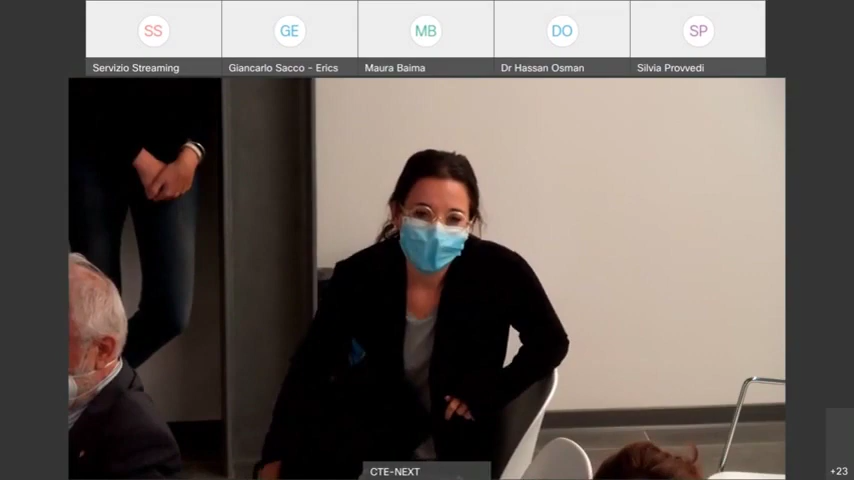 SS
GE
MB
DO
SP
Servizio Streaming
Giancarlo Sacco - Erics
Maura Baima
Dr Hassan Osman
Silvia Provvedi
CTE-NEXT
+23